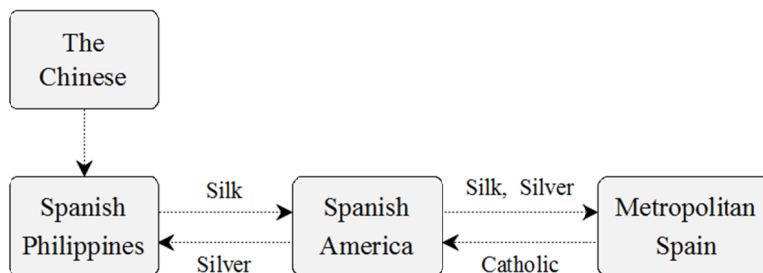 The
Chinese
Silk
Silk, Silver
Spanish
Philippines
Spanish
America
Metropolitan
Spain
Silver
Catholic